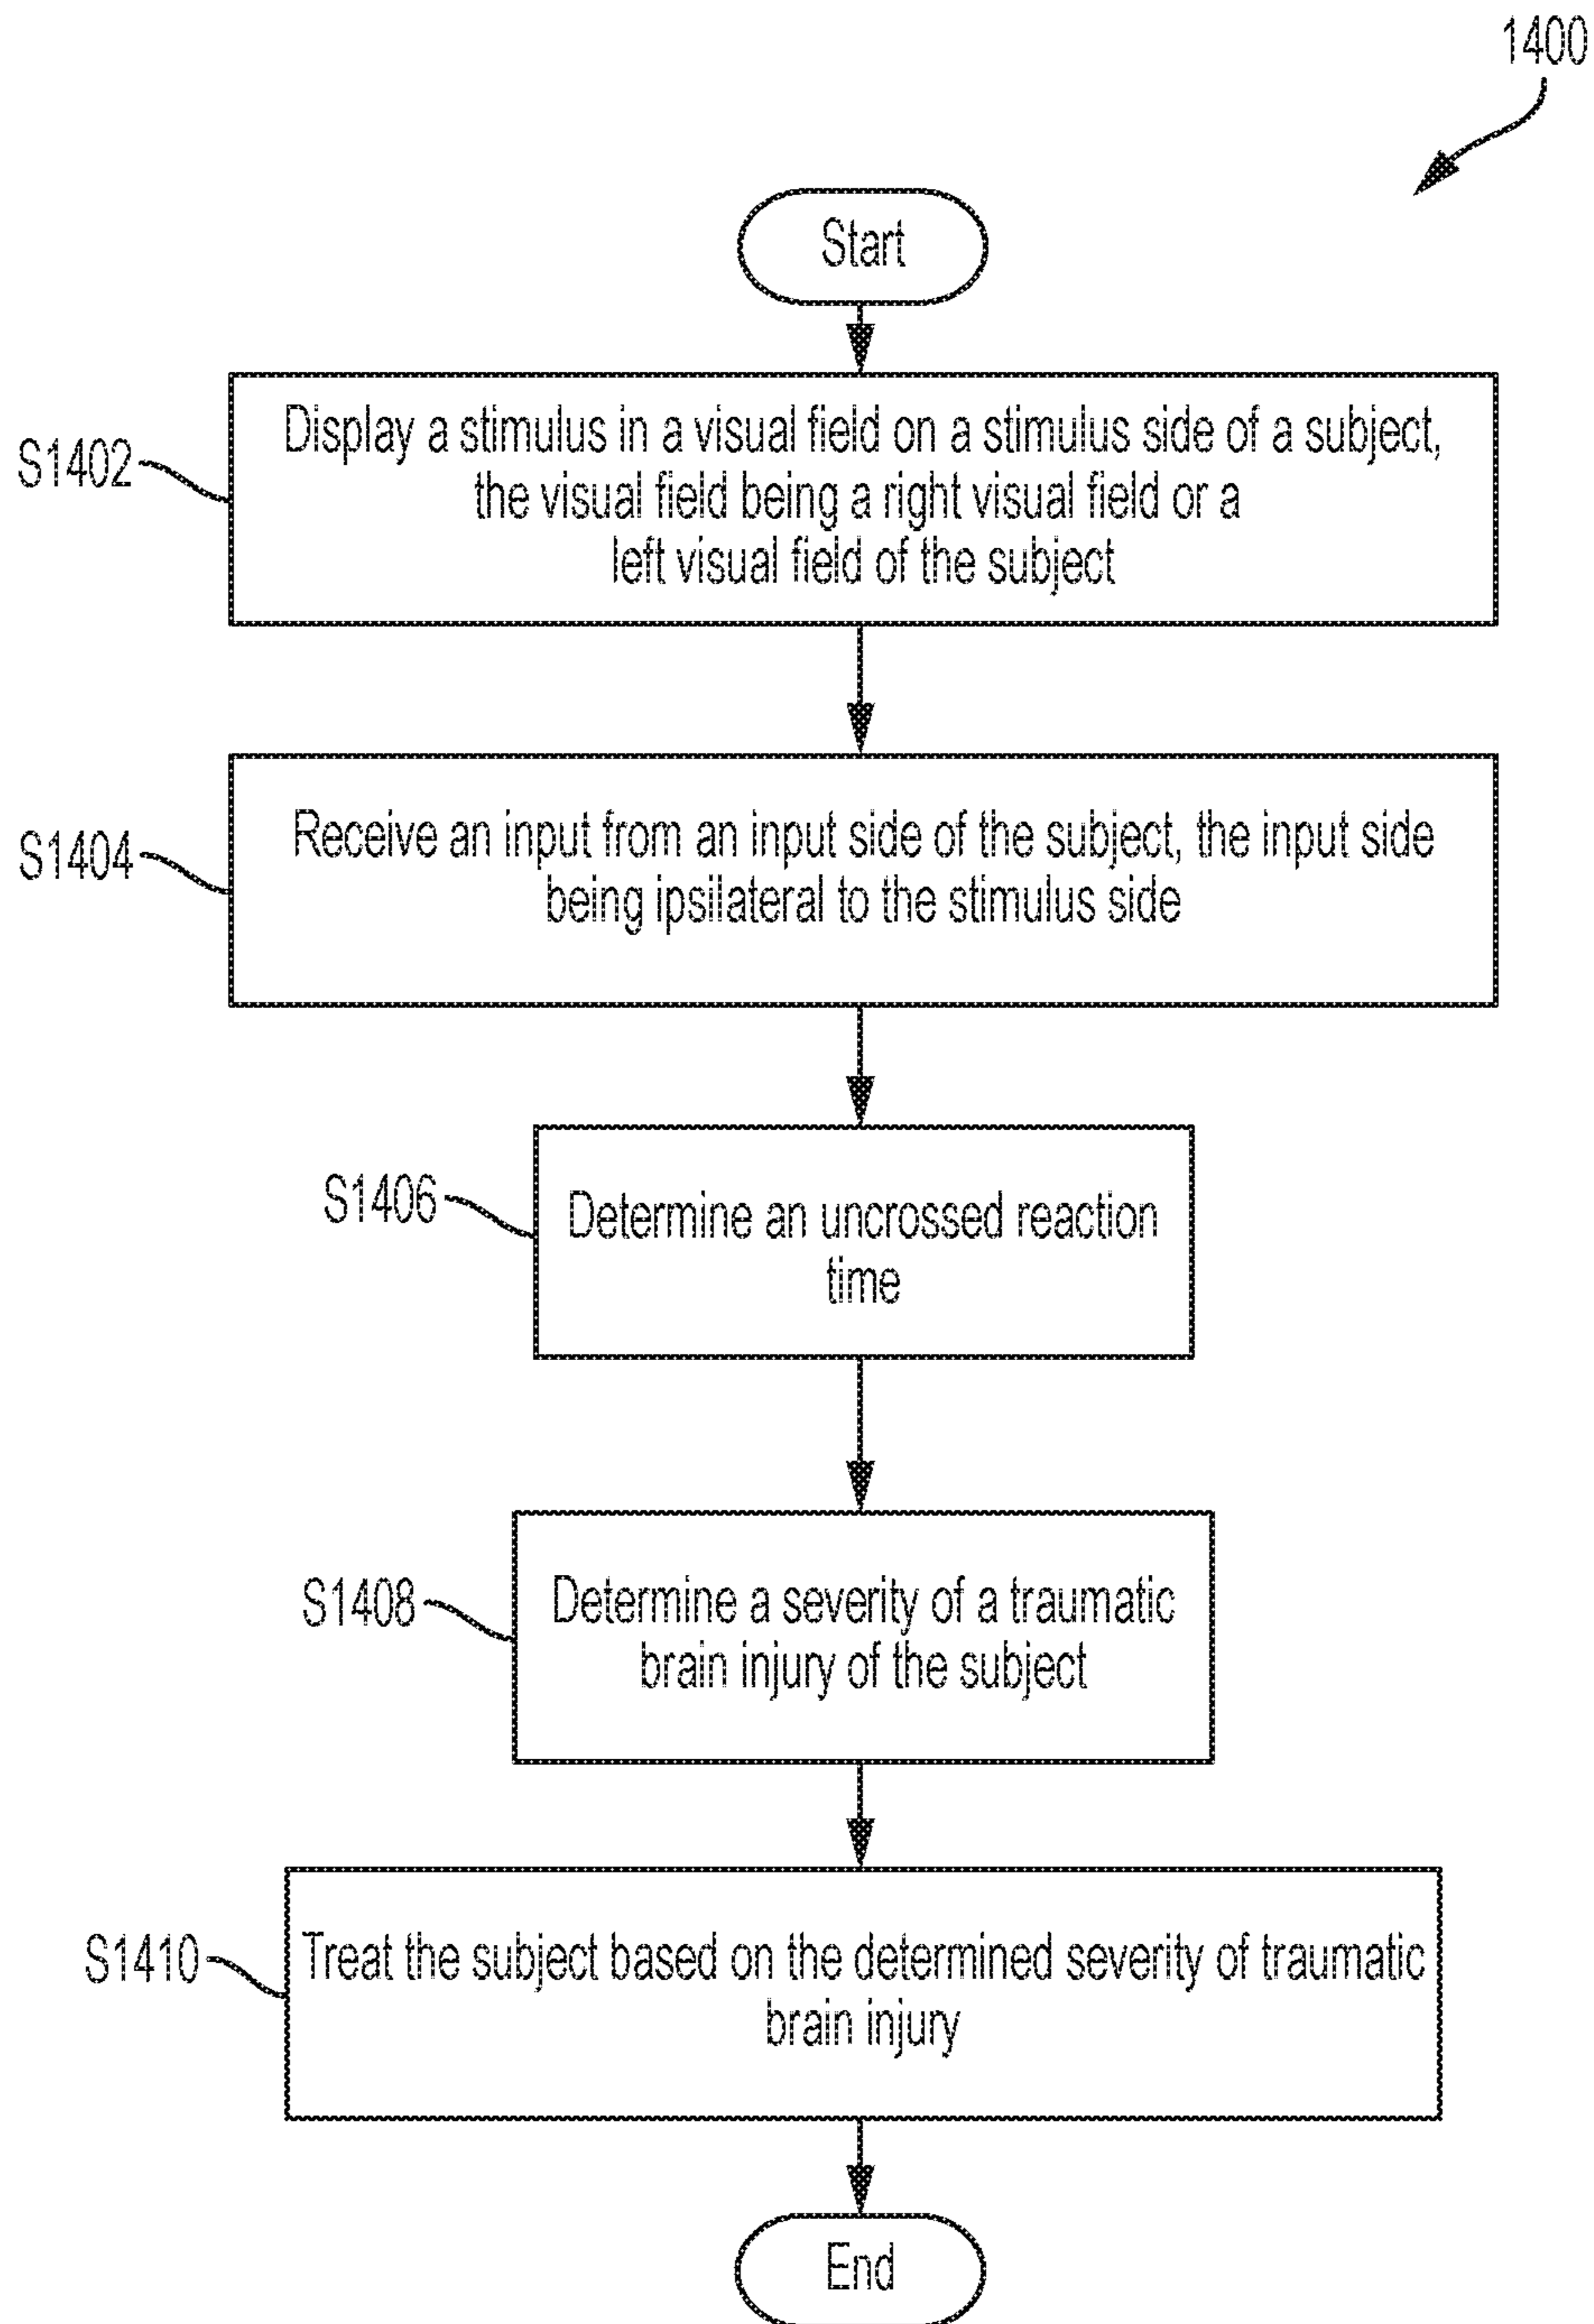 1400
Start
S1402
Display a stimulus in a visual field on a stimulus side of a subject,
the visual field being a right visual field or a
left visual field of the subject
S1404
Receive an input from an input side of the subject, the input side
being ipsilateral to the stimulus side
S1406
Determine an uncrossed reaction
time
S1408
Determine a severity of a traumatic
brain injury of the subject
S1410
Treat the subject based on the determined severity of traumatic
brain injury
End